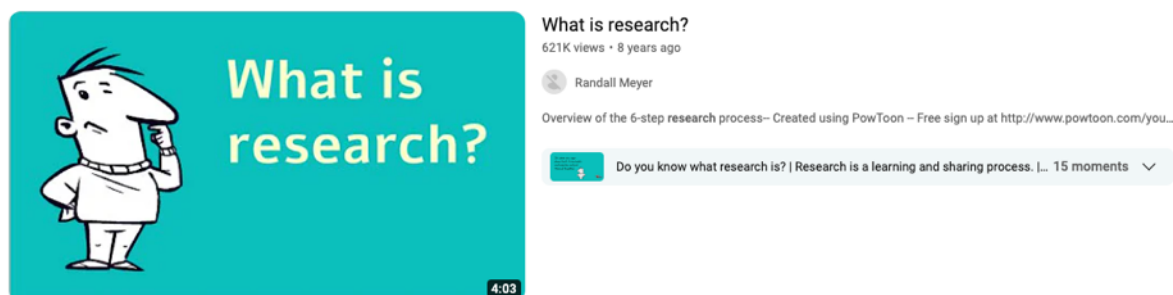 What is
research?
4:03
What is research?
621K views • 8 years ago
Randall Meyer
Overview of the 6-step research process-- Created using PowToon -- Free sign up at http://www.powtoon.com/you...
Do you know what research is? | Research is a learning and sharing process. |... 15 moments